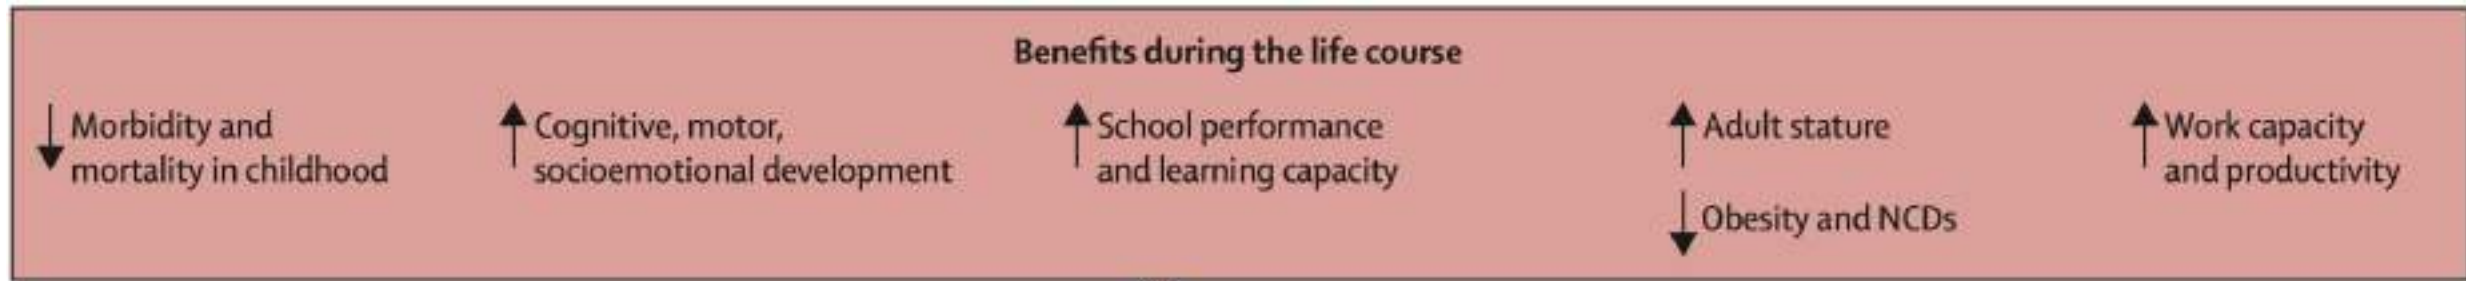 Benefits during the life course
Morbidity and
mortality in childhood
Cognitive, motor,
socioemotional development
School performance
and learning capacity
Adult stature
Obesity and NCDs
Work capacity
and productivity